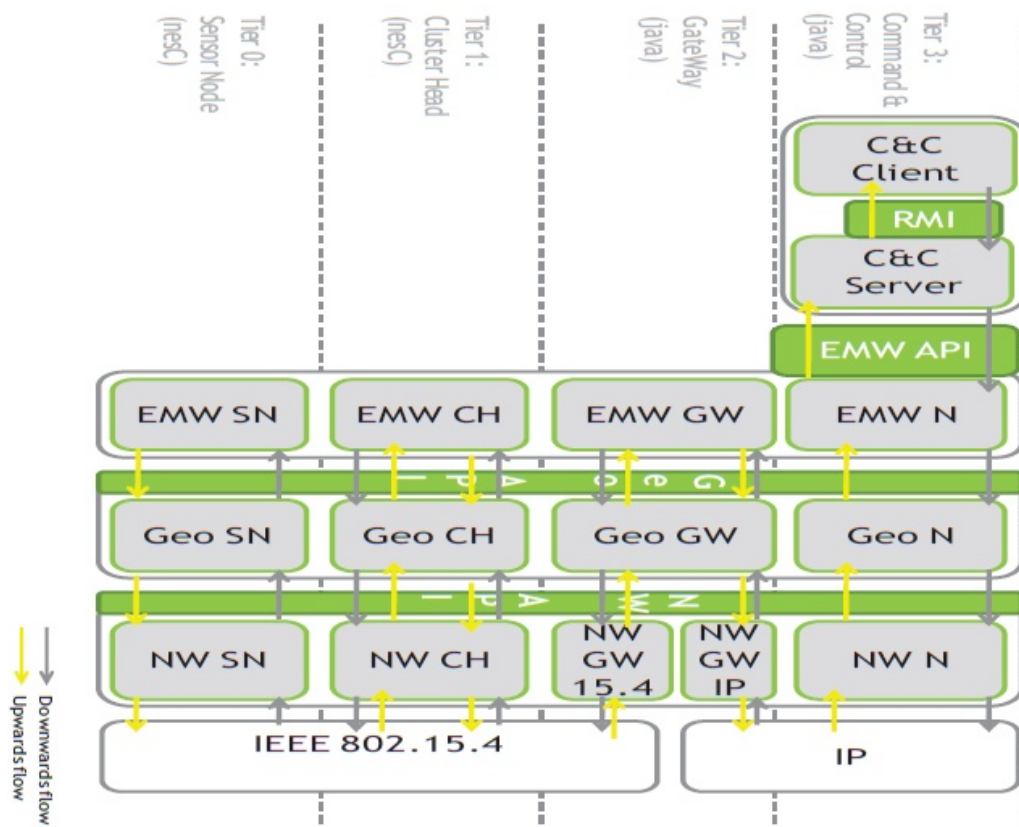 Tier 0:
Sensor Node
(nesC)
Tier 1:
Cluster Head
(nesC)
Tier 2:
GateWay
(java)
Tier 3:
Command &
Control
(java)
C&C
Client
RMI
C&C
Server
EMW API
EMW SN
EMW CH
EMW GW
EMW N
Geo API
Geo SN
Geo CH
Geo GW
Geo N
NW API
NW SN
NW CH
NW
GW
15.4
NW
GW
IP
NW N
IEEE 802.15.4
IP
Downwards flow
Upwards flow